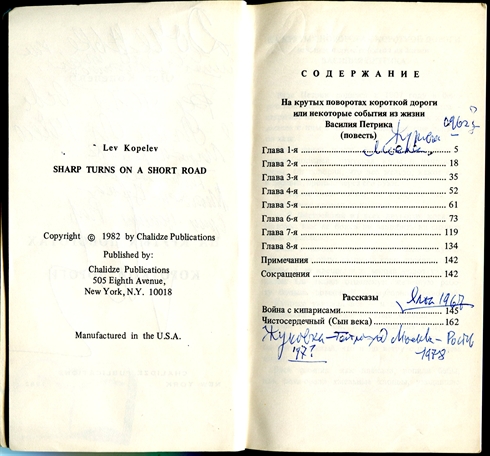 Lev Kopelev
SHARP TURNS ON A SHORT ROAD
Copyright © 1982 by Chalidze Publications
Published by:
Chalidze Publications
505 Eighth Avenue,
New York, N.Y. 10018
Manufactured in the U.S.A.
СОДЕРЖАНИЕ
На крутых поворотах короткой дороги
или некоторые события из жизни
Василия Петрика
(повесть)
Жуковка
Москва
Глава 1-я ........ 5
Глава 2-я ........ 18
Глава 3-я ........ 35
Глава 4-я ........ 52
Глава 5-я ........ 61
Глава 6-я ........ 73
Глава 7-я ........ 119
Глава 8-я ........ 134
Примечания ........ 142
Сокращения ........ 142
Рассказы
1967
Война с кипарисами ........ 145
Чистосердечный (Сын века) ........ 162
Жуковка – Москва –
1978